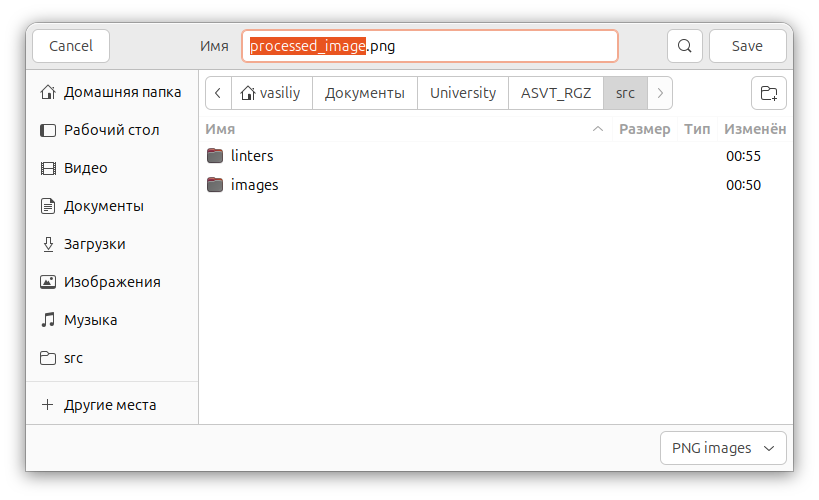 Cancel Имя processed_image.png Save
Домашняя папка
Рабочий стол
Видео
Документы
Загрузки
Изображения
Музыка
src
Другие места
vasiliy Документы University ASVT_RGZ src
Имя Размер Тип Изменён
linters 00:55
images 00:50
PNG images